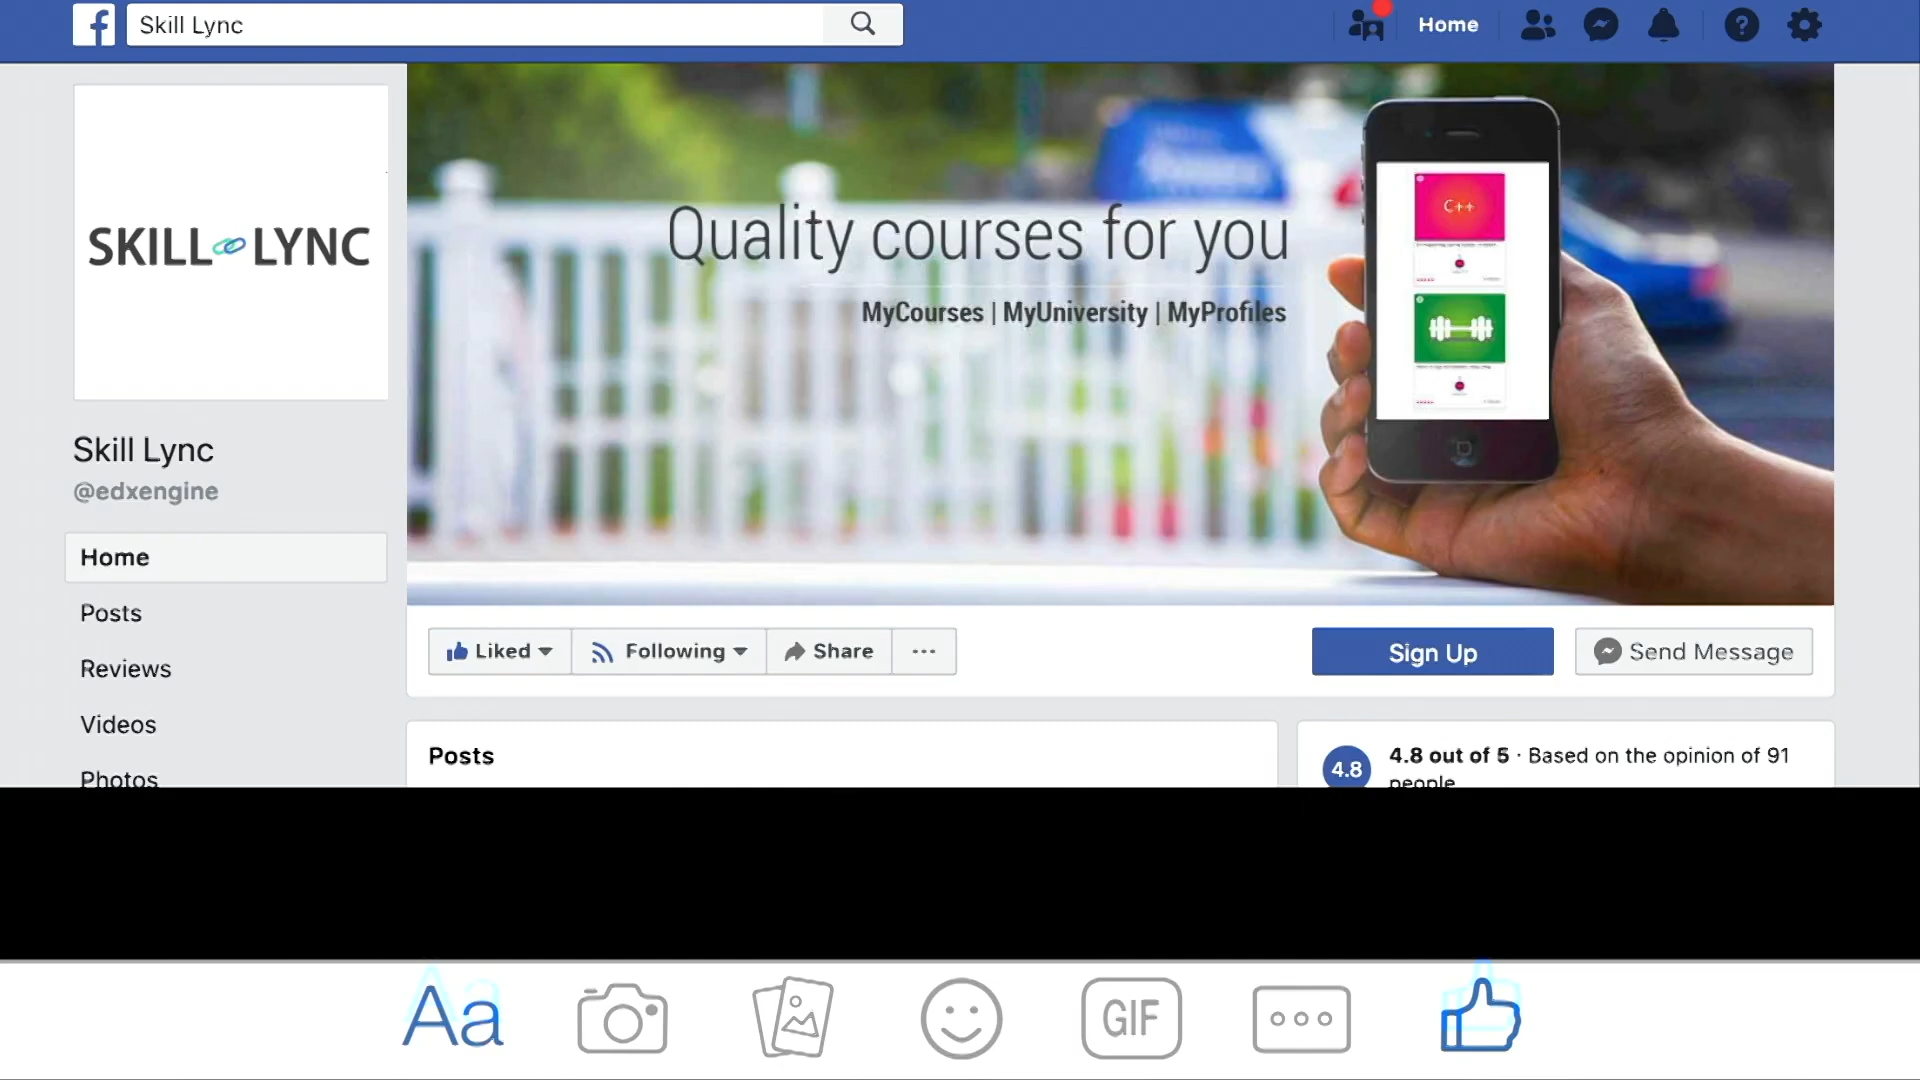 Skill Lync
Home
SKILL LYNC
Quality courses for you
MyCourses | MyUniversity | MyProfiles
C++
Skill Lync
@edxengine
Home
Posts
Reviews
Videos
Photos
Liked
Following
Share
Sign Up
Send Message
Posts
4.8
4.8 out of 5 · Based on the opinion of 91
people
Aa
GIF